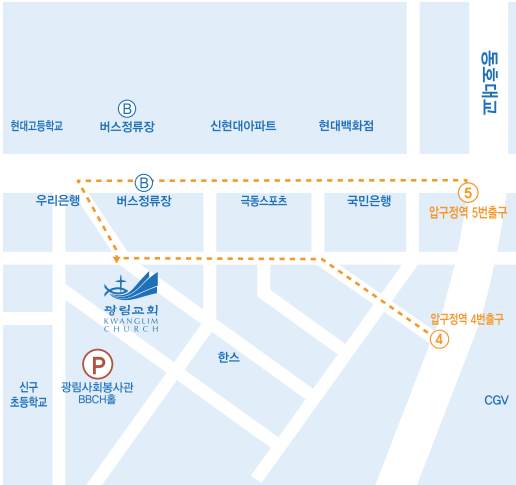 동호대교
B
현대고등학교
버스정류장
신현대아파트
현대백화점
B
우리은행
버스정류장
극동스포츠
국민은행
5
압구정역 5번출구
광림교회
KWANGLIM
CHURCH
압구정역 4번출구
4
P
한스
신구
초등학교
광림사회봉사관
BBCH홀
CGV